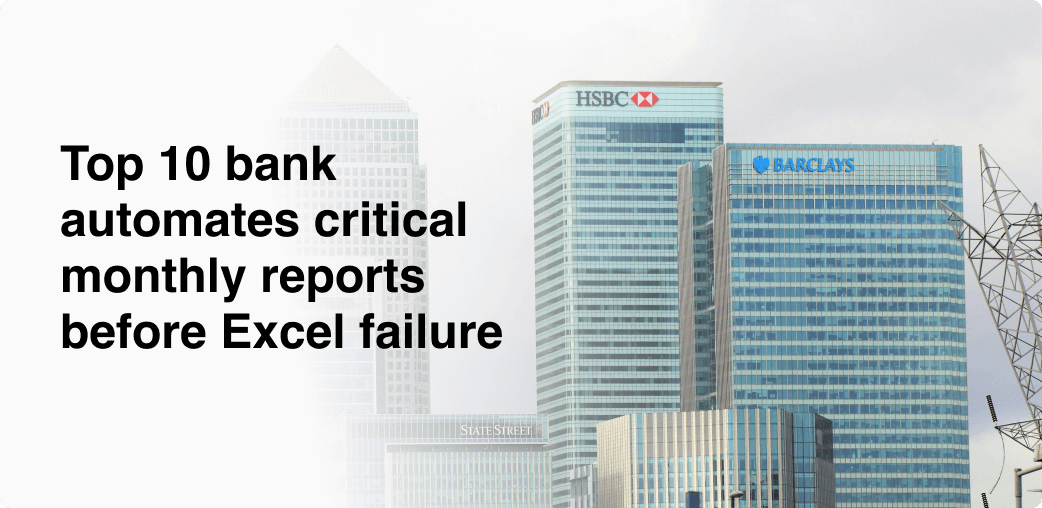 Top 10 bank
automates critical
monthly reports
before Excel failure
HSBC
BARCLAYS
STATE STREET